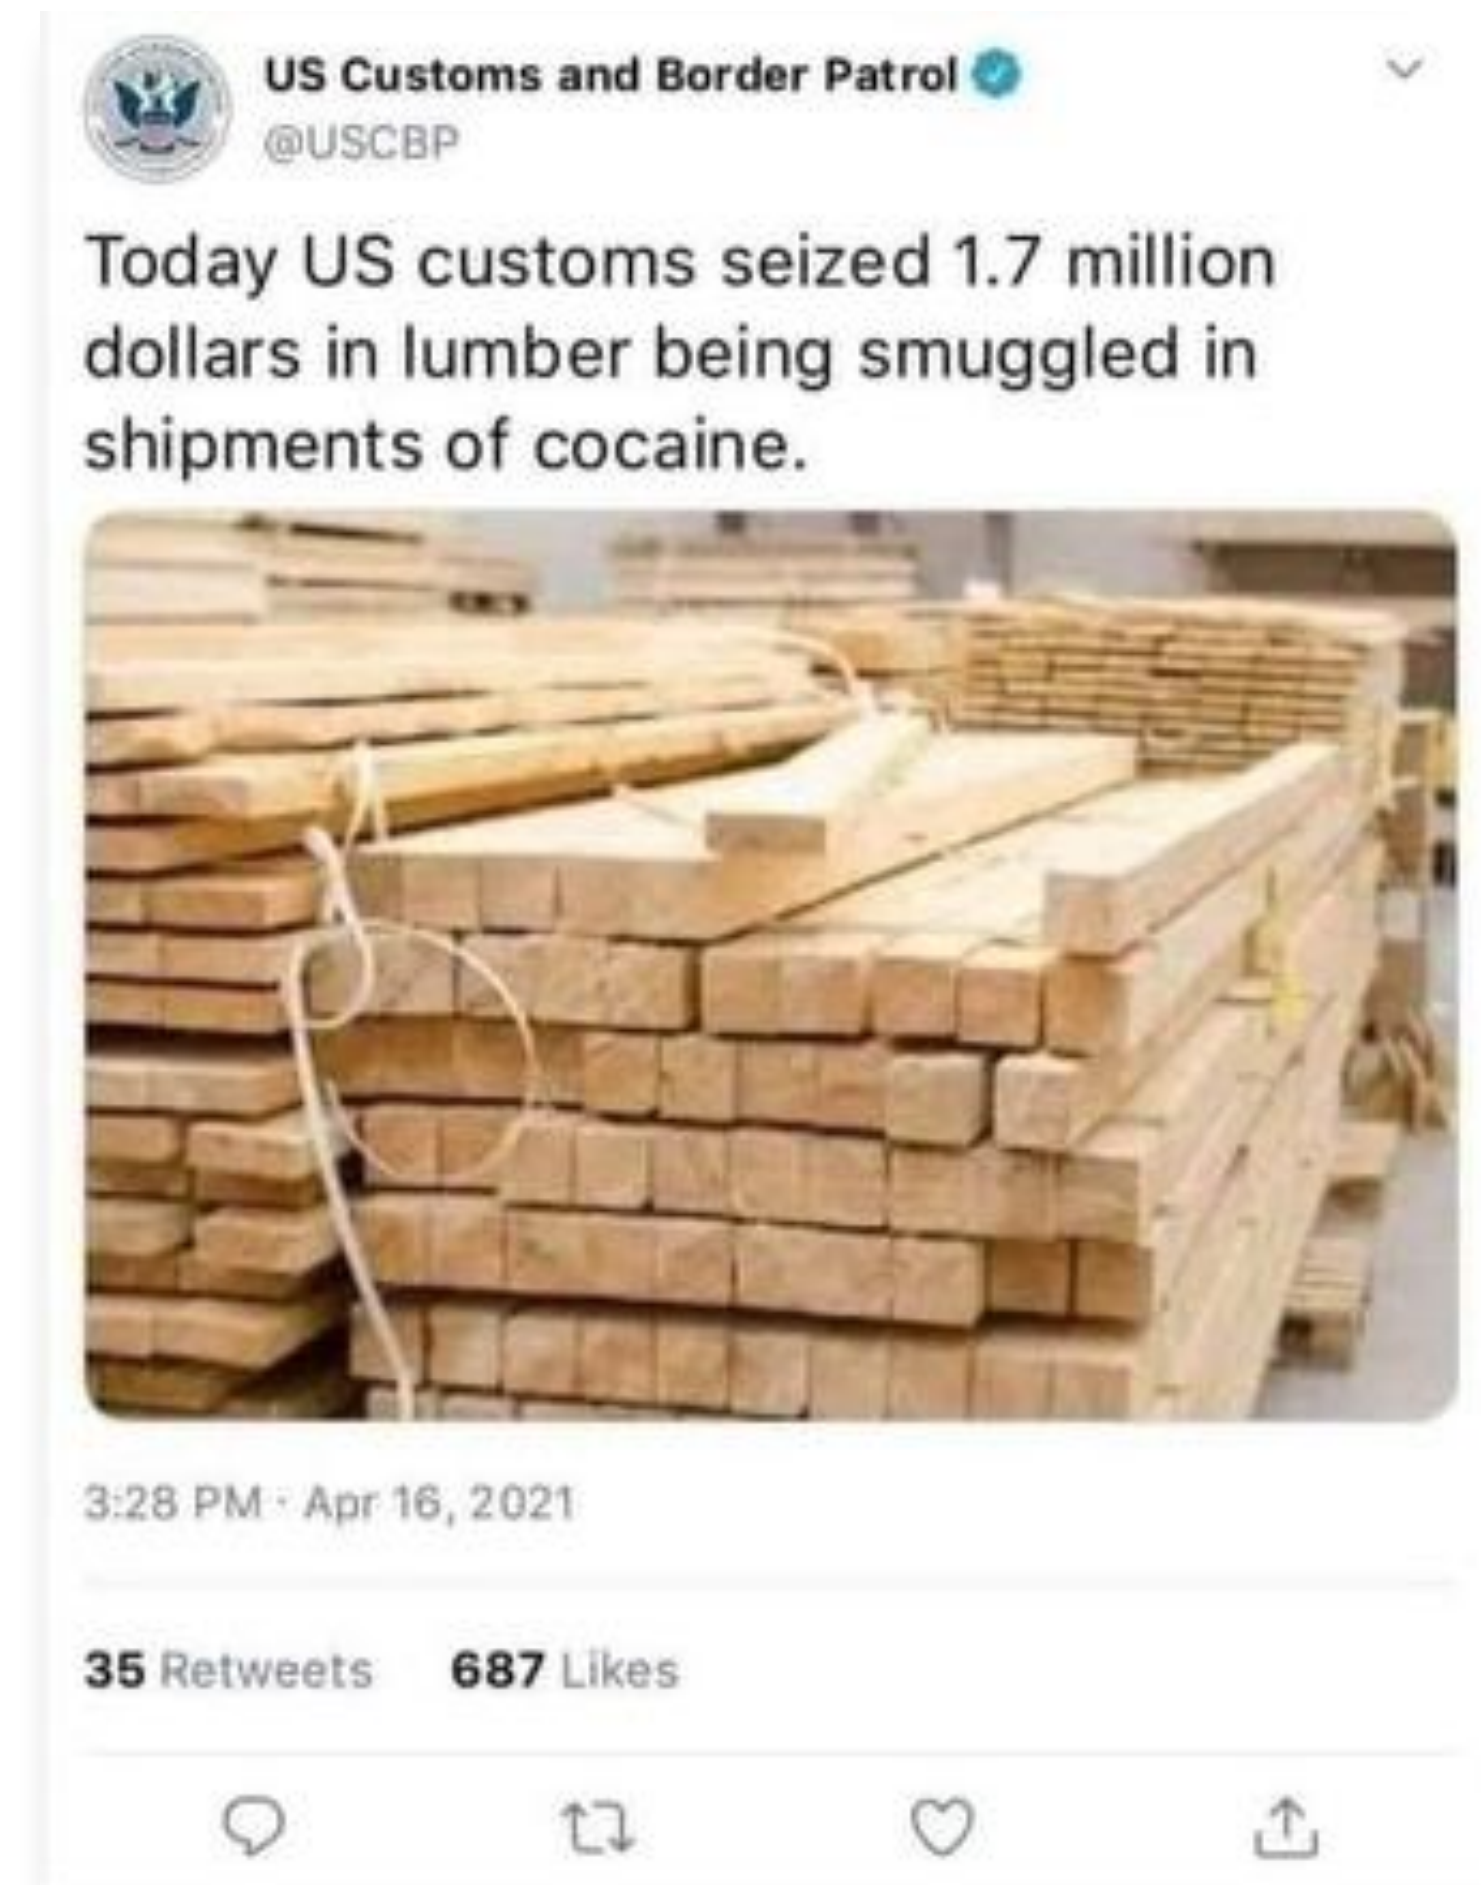 US Customs and Border Patrol
@USCBP
Today US customs seized 1.7 million
dollars in lumber being smuggled in
shipments of cocaine.
3:28 PM · Apr 16, 2021
35 Retweets 687 Likes